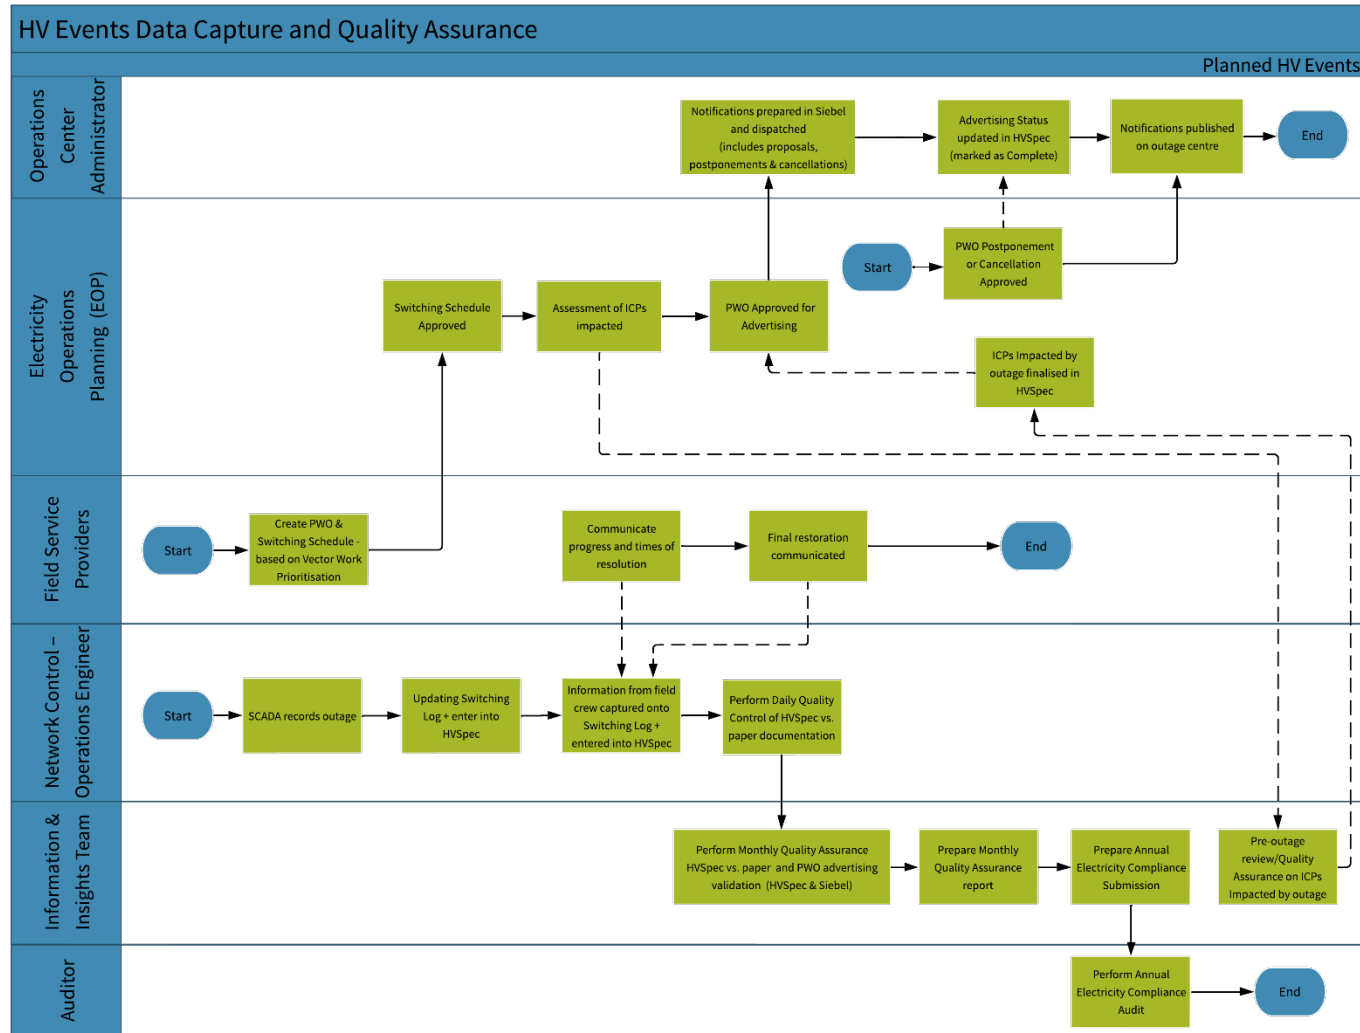 HV Events Data Capture and Quality Assurance
Planned HV Events
Operations
Center
Administrator
Notifications prepared in Siebel
and dispatched
(includes proposals,
postponements & cancellations)
Advertising Status
updated in HVSpec
(marked as Complete)
Notifications published
on outage centre
End
Electricity
Operations
Planning (EOP)
Start
PWO Postponement
or Cancellation
Approved
Switching Schedule
Approved
Assessment of ICPs
impacted
PWO Approved for
Advertising
ICPs Impacted by
outage finalised in
HVSpec
Field Service
Providers
Start
Create PWO &
Switching Schedule -
based on Vector Work
Prioritisation
Communicate
progress and times of
resolution
Final restoration
communicated
End
Network Control –
Operations Engineer
Start
SCADA records outage
Updating Switching
Log + enter into
HVSpec
Information from field
crew captured onto
Switching Log +
entered into HVSpec
Perform Daily Quality
Control of HVSpec vs.
paper documentation
Information &
Insights Team
Perform Monthly Quality Assurance
HVSpec vs. paper and PWO advertising
validation (HVSpec & Siebel)
Prepare Monthly
Quality Assurance
report
Prepare Annual
Electricity Compliance
Submission
Pre-outage
review/Quality
Assurance on ICPs
Impacted by outage
Auditor
Perform Annual
Electricity Compliance
Audit
End